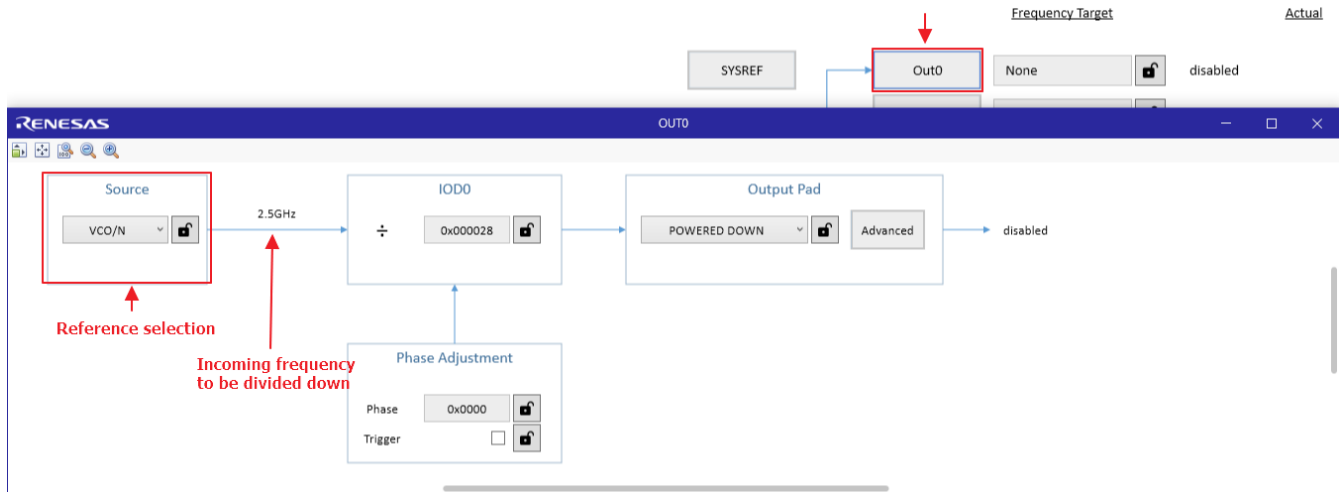 Frequency Target
Actual
SYSREF
Out0
None
disabled
RENESAS
OUT0
Source
IOD0
Output Pad
VCO/N
2.5GHz
÷
0x000028
POWERED DOWN
Advanced
disabled
Reference selection
Incoming frequency
to be divided down
Phase Adjustment
Phase
0x0000
Trigger